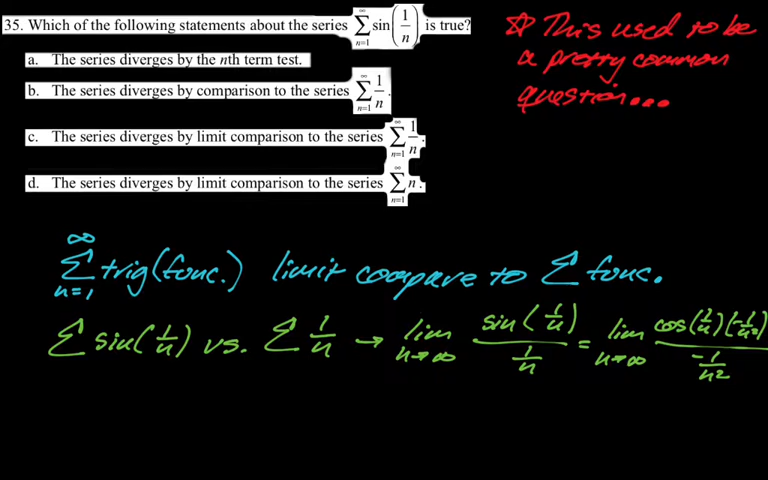 35. Which of the following statements about the series ∑_{n=1}^{∞} sin(1/n) is true?
☆ This used to be
a pretty common
question...
a. The series diverges by the nth term test.
b. The series diverges by comparison to the series ∑_{n=1}^{∞} 1/n.
c. The series diverges by limit comparison to the series ∑_{n=1}^{∞} 1/n.
d. The series diverges by limit comparison to the series ∑_{n=1}^{∞} n.
∑_{n=1}^{∞} trig(func.) limit compare to ∑ func.
∑ sin(1/n) vs. ∑ 1/n → lim_{n→∞} sin(1/n) / (1/n) = lim_{n→∞} cos(1/n)(-1/n²) / (-1/n²)